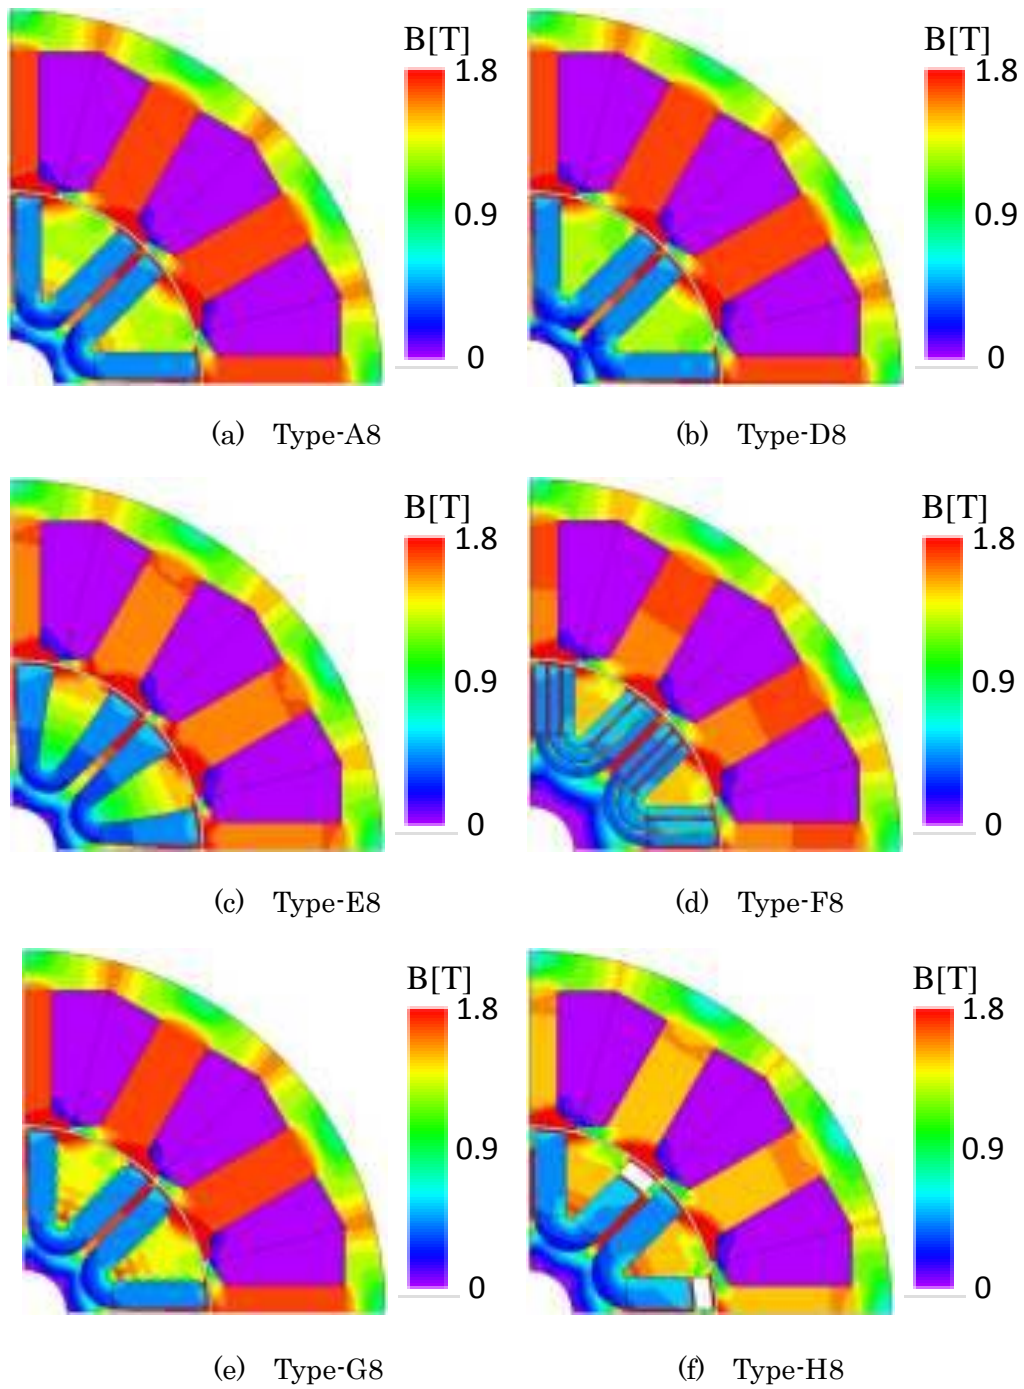 B[T] B[T]
1.8 1.8
0.9 0.9
0 0
(a) Type-A8 (b) Type-D8
B[T] B[T]
1.8 1.8
0.9 0.9
0 0
(c) Type-E8 (d) Type-F8
B[T] B[T]
1.8 1.8
0.9 0.9
0 0
(e) Type-G8 (f) Type-H8